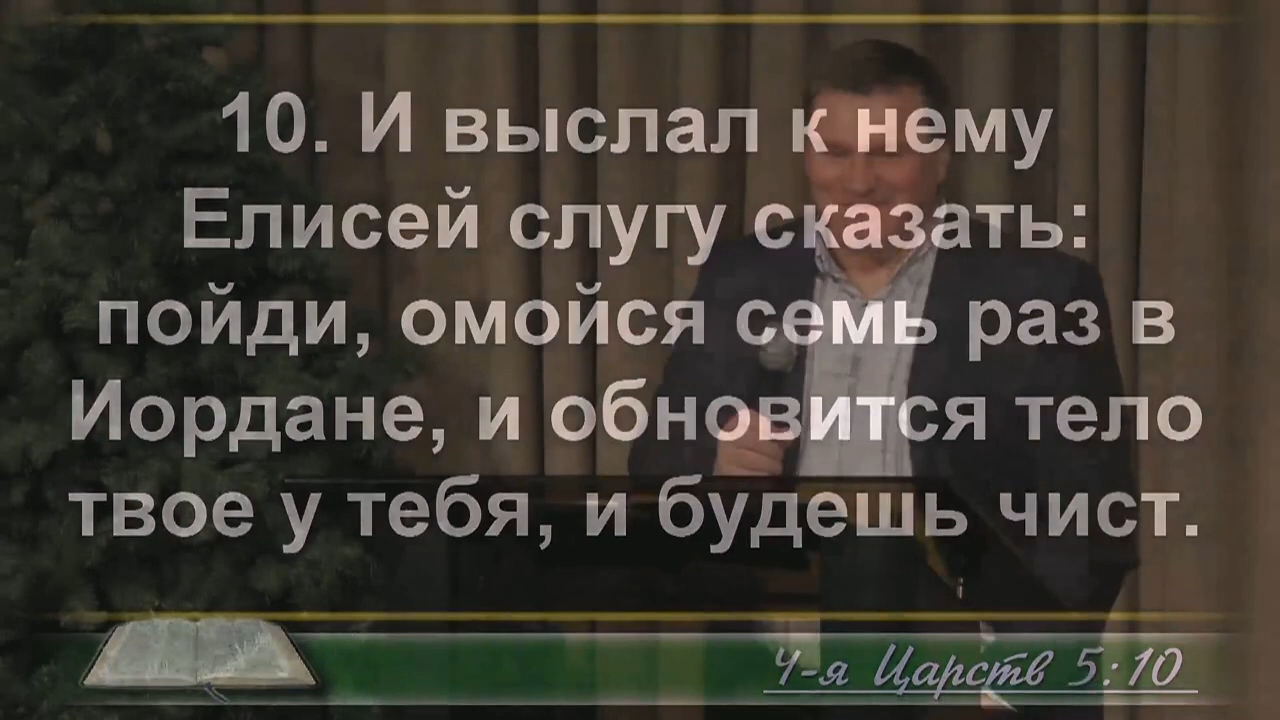 10. И выслал к нему
Елисей слугу сказать:
пойди, омойся семь раз в
Иордане, и обновится тело
твое у тебя, и будешь чист.
4-я Царств 5:10